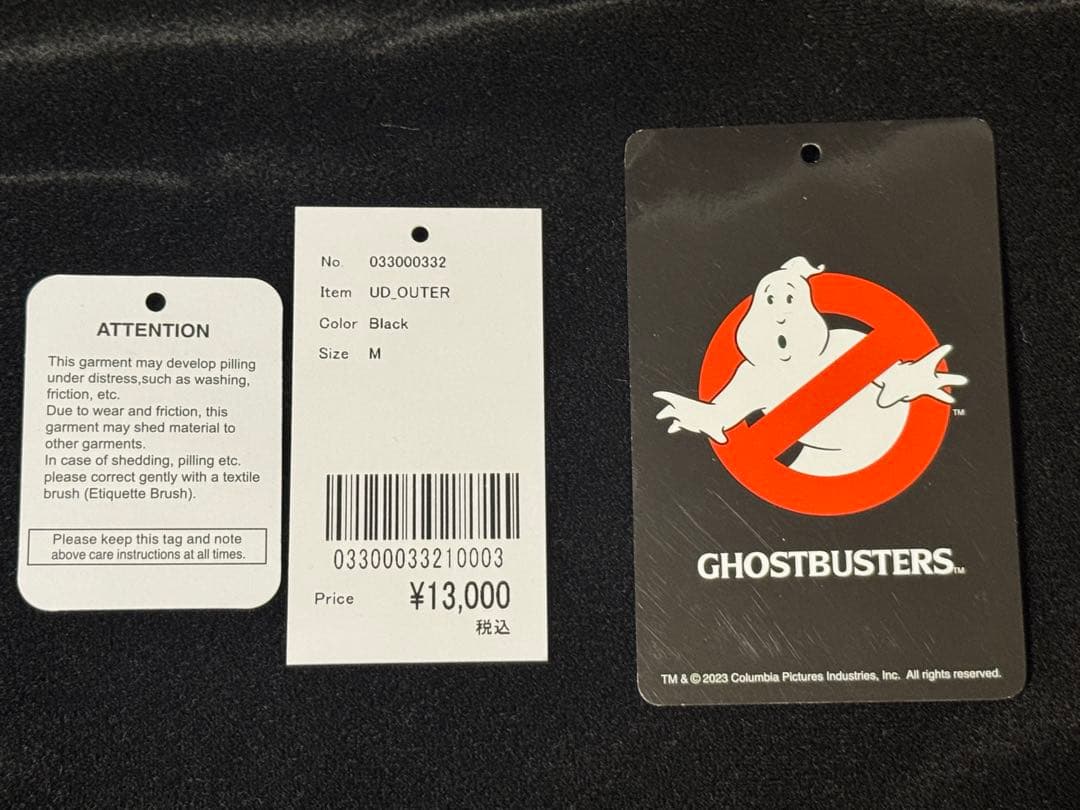 ATTENTION
This garment may develop pilling
under distress,such as washing,
friction, etc.
Due to wear and friction, this
garment may shed material to
other garments.
In case of shedding, pilling etc.
please correct gently with a textile
brush (Etiquette Brush).
Please keep this tag and note
above care instructions at all times.
No. 033000332
Item UD_OUTER
Color Black
Size M
03300033210003
Price ¥13,000
税込
TM
GHOSTBUSTERS TM
TM & © 2023 Columbia Pictures Industries, Inc. All rights reserved.